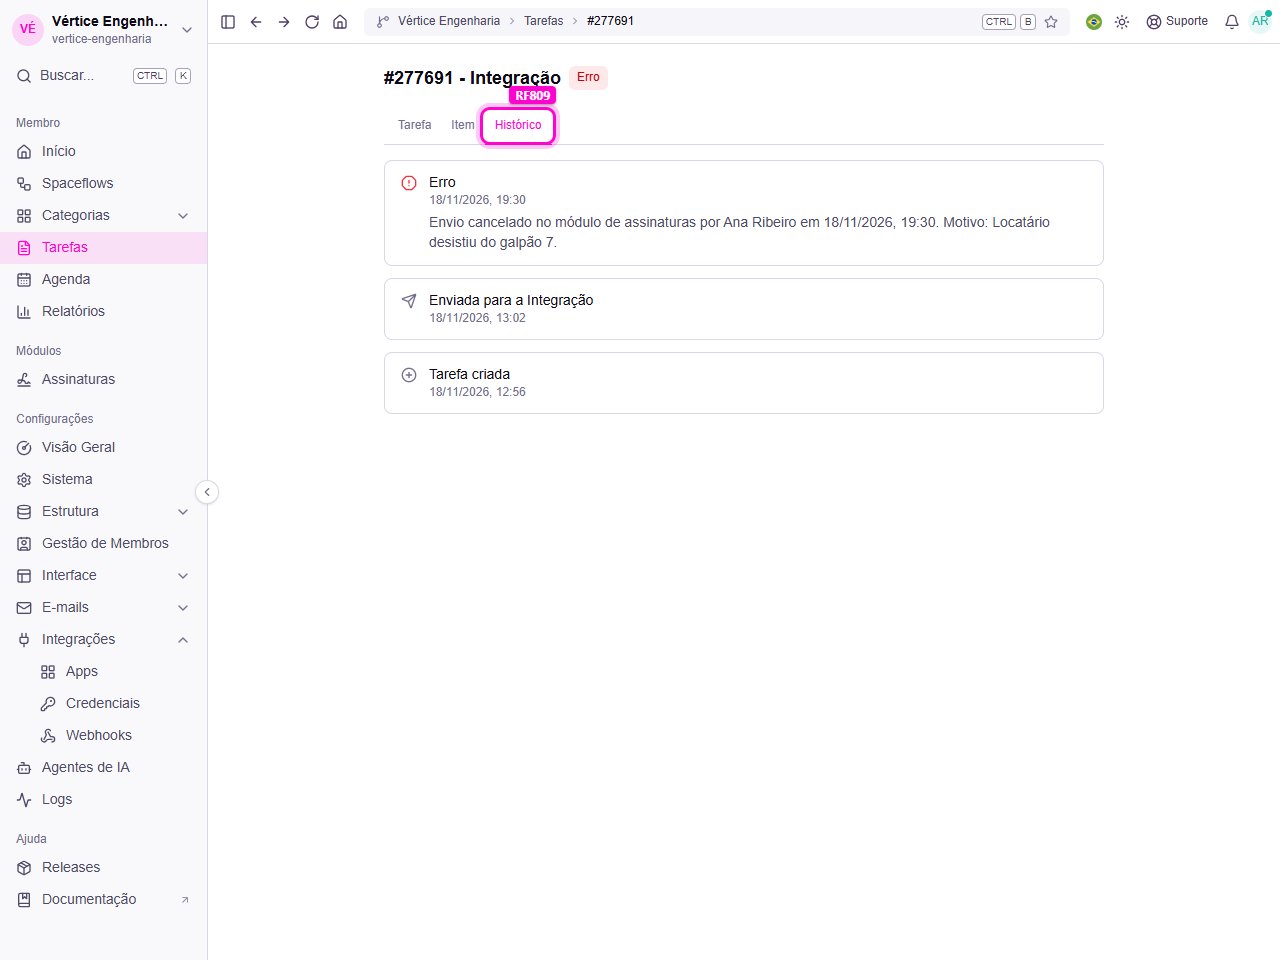 VÉ
Vértice Engenh...
vertice-engenharia
Buscar...
CTRL
K
Membro
Início
Spaceflows
Categorias
Tarefas
Agenda
Relatórios
Módulos
Assinaturas
Configurações
Visão Geral
Sistema
Estrutura
Gestão de Membros
Interface
E-mails
Integrações
Apps
Credenciais
Webhooks
Agentes de IA
Logs
Ajuda
Releases
Documentação
Vértice Engenharia
Tarefas
#277691
CTRL
B
Suporte
AR
#277691 - Integração
Erro
RF809
Tarefa
Item
Histórico
Erro
18/11/2026, 19:30
Envio cancelado no módulo de assinaturas por Ana Ribeiro em 18/11/2026, 19:30. Motivo: Locatário
desistiu do galpão 7.
Enviada para a Integração
18/11/2026, 13:02
Tarefa criada
18/11/2026, 12:56